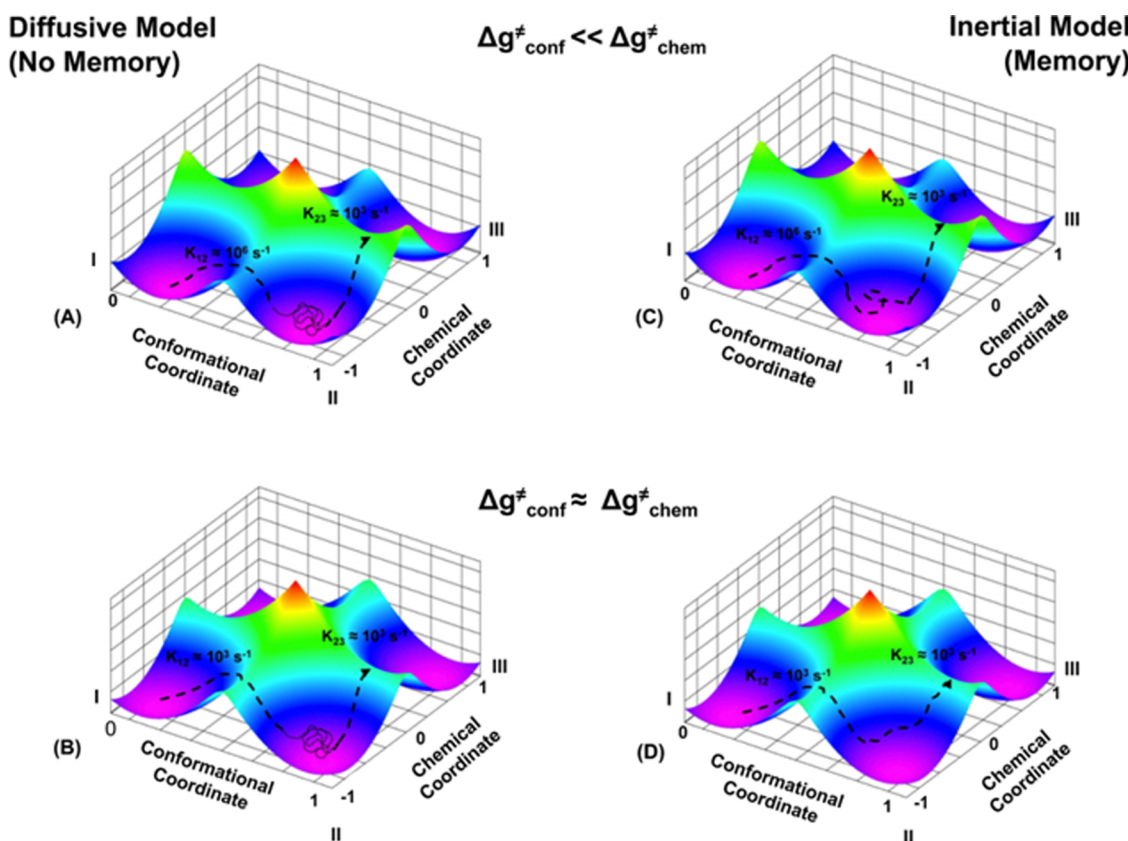 Diffusive Model
(No Memory)
Δg≠conf << Δg≠chem
Inertial Model
(Memory)
K23 ≈ 10³ s⁻¹
K12 ≈ 10⁶ s⁻¹
I
III
0
1
0
(A)
Conformational
Coordinate
Chemical
Coordinate
1
-1
II
K23 ≈ 10³ s⁻¹
K12 ≈ 10⁶ s⁻¹
I
III
0
1
0
(C)
Conformational
Coordinate
Chemical
Coordinate
1
-1
II
Δg≠conf ≈ Δg≠chem
K23 ≈ 10³ s⁻¹
K12 ≈ 10³ s⁻¹
I
III
0
1
0
(B)
Conformational
Coordinate
Chemical
Coordinate
1
-1
II
K23 ≈ 10³ s⁻¹
K12 ≈ 10³ s⁻¹
I
III
0
1
0
(D)
Conformational
Coordinate
Chemical
Coordinate
1
-1
II